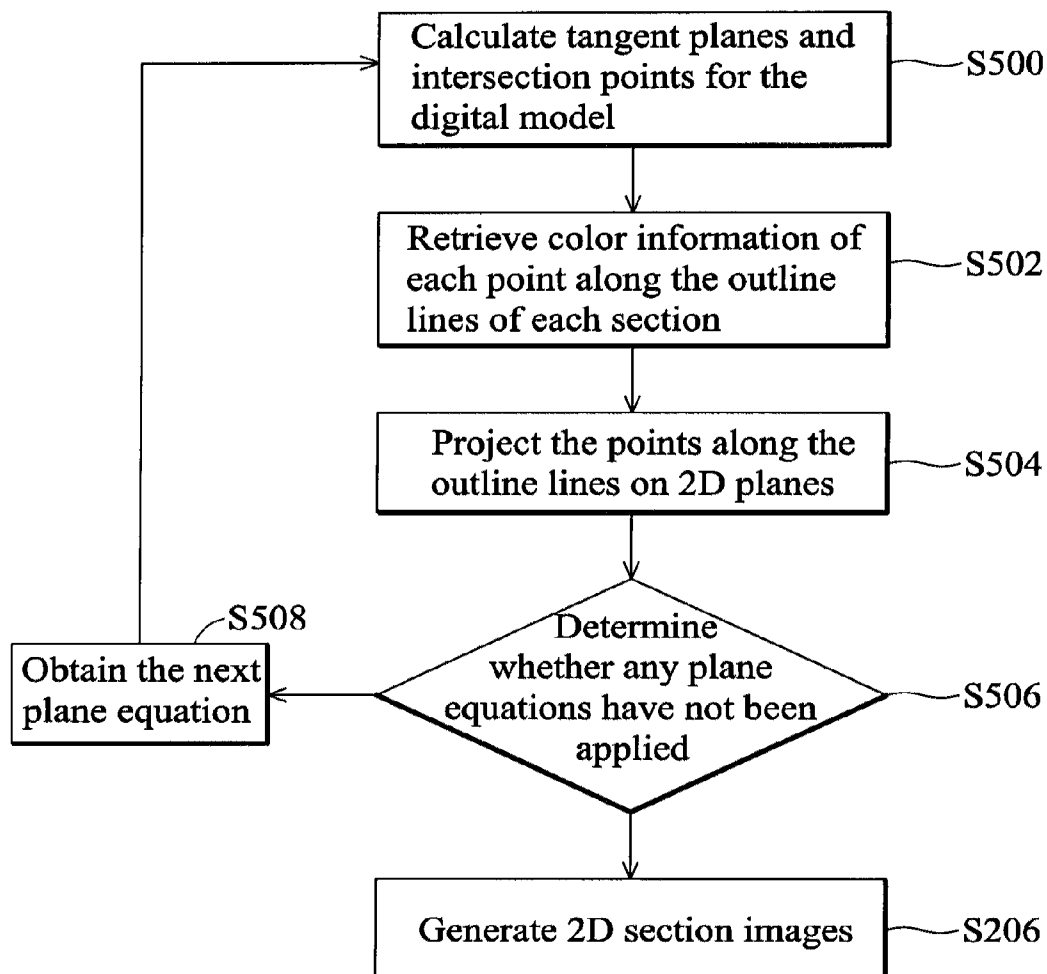 Calculate tangent planes and
intersection points for the
digital model
S500
Retrieve color information of
each point along the outline
lines of each section
S502
Project the points along the
outline lines on 2D planes
S504
Determine
whether any plane
equations have not been
applied
S506
S508
Obtain the next
plane equation
Generate 2D section images
S206